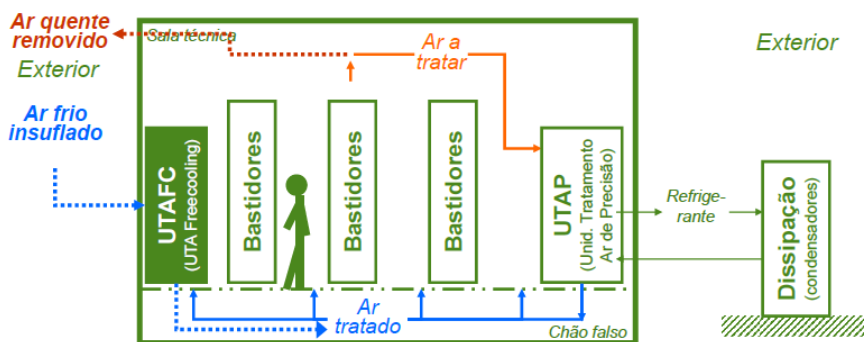 Ar quente
removido
Sala técnica
Exterior
Ar frio
insuflado
Ar a
tratar
Exterior
UTAFC
(UTA Freecooling)
Bastidores
Bastidores
Bastidores
UTAP
(Unid. Tratamento
Ar de Precisão)
Refrige-
rante
Dissipação
(condensadores)
Ar
tratado
Chão falso